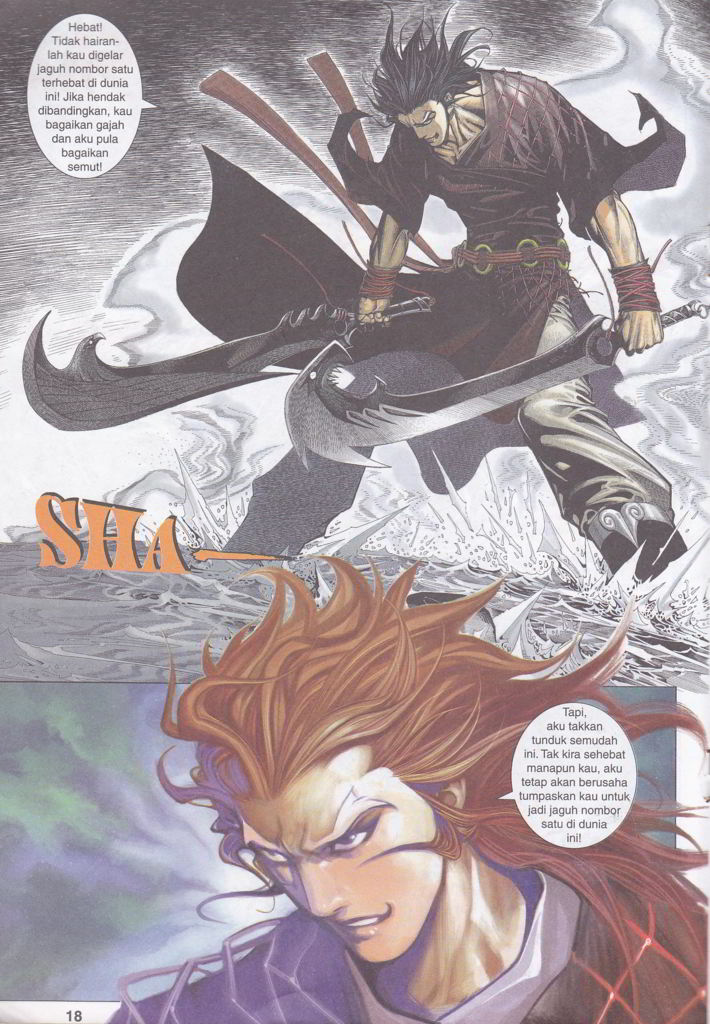 Hebat!
Tidak hairan-
lah kau digelar
jaguh nombor satu
terhebat di dunia
ini! Jika hendak
dibandingkan, kau
bagaikan gajah
dan aku pula
bagaikan
semut!
SHA
Tapi,
aku takkan
tunduk semudah
ini. Tak kira sehebat
manapun kau, aku
tetap akan berusaha
tumpaskan kau untuk
jadi jaguh nombor
satu di dunia
ini!
18